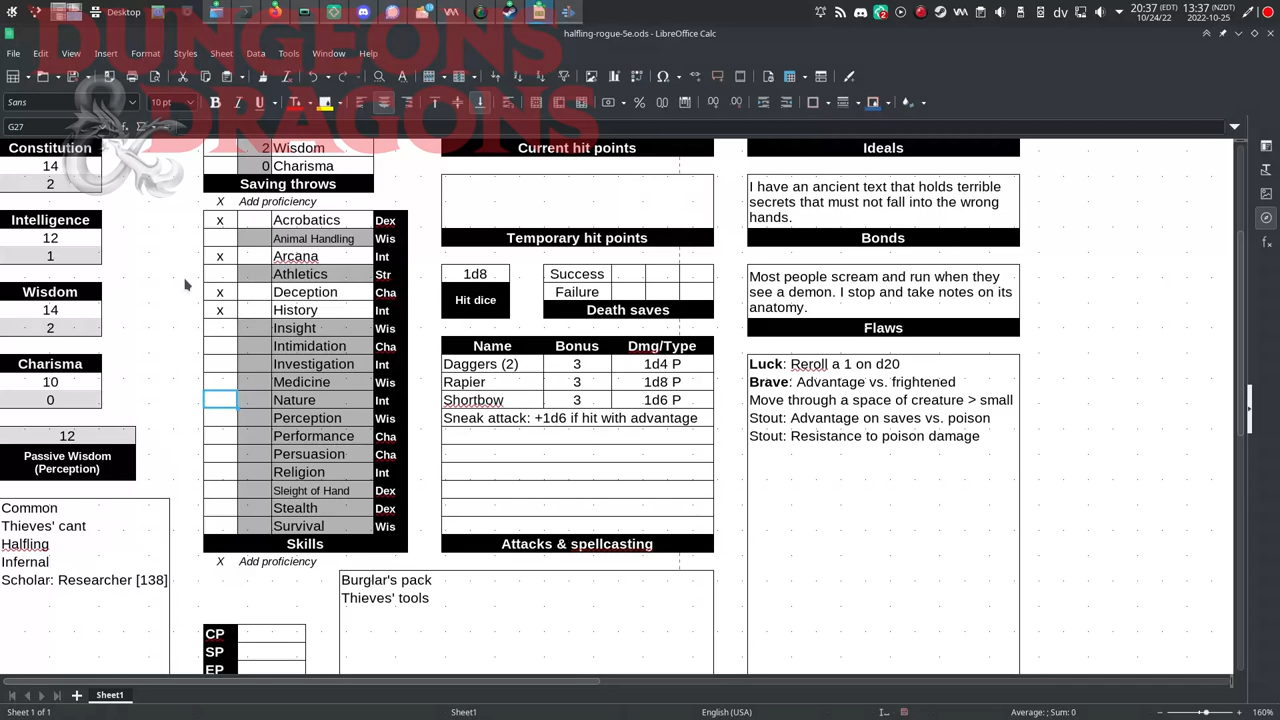 DUNGEONS
& DRAGONS
Desktop
20:37 (EDT)
10/24/22
13:37 (NZDT)
2022-10-25
halfling-rogue-5e.ods — LibreOffice Calc
File Edit View Insert Format Styles Sheet Data Tools Window Help
Sans 10 pt
G27
Constitution
14
2
Intelligence
12
1
Wisdom
14
2
Charisma
10
0
12
Passive Wisdom
(Perception)
Common
Thieves' cant
Halfling
Infernal
Scholar: Researcher [138]
2 Wisdom
0 Charisma
Saving throws
X Add proficiency
x Acrobatics Dex
Animal Handling Wis
x Arcana Int
Athletics Str
x Deception Cha
x History Int
Insight Wis
Intimidation Cha
Investigation Int
Medicine Wis
Nature Int
Perception Wis
Performance Cha
Persuasion Cha
Religion Int
Sleight of Hand Dex
Stealth Dex
Survival Wis
Skills
X Add proficiency
CP
SP
EP
Current hit points
Temporary hit points
1d8
Hit dice
Success
Failure
Death saves
Name Bonus Dmg/Type
Daggers (2) 3 1d4 P
Rapier 3 1d8 P
Shortbow 3 1d6 P
Sneak attack: +1d6 if hit with advantage
Attacks & spellcasting
Burglar's pack
Thieves' tools
Ideals
I have an ancient text that holds terrible
secrets that must not fall into the wrong
hands.
Bonds
Most people scream and run when they
see a demon. I stop and take notes on its
anatomy.
Flaws
Luck: Reroll a 1 on d20
Brave: Advantage vs. frightened
Move through a space of creature > small
Stout: Advantage on saves vs. poison
Stout: Resistance to poison damage
Sheet1
Sheet 1 of 1 Sheet1 English (USA) Average: ; Sum: 0 160%